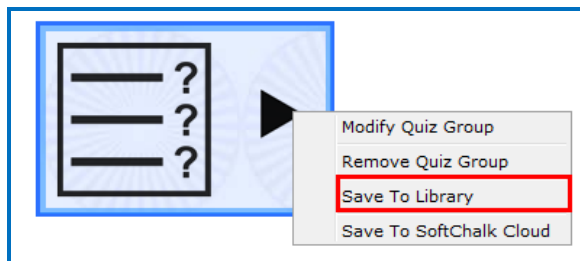 ?
?
?
Modify Quiz Group
Remove Quiz Group
Save To Library
Save To SoftChalk Cloud